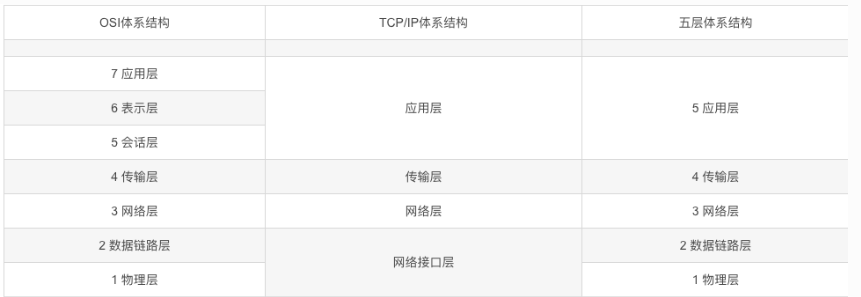 OSI体系结构 TCP/IP体系结构 五层体系结构
7 应用层
6 表示层 应用层 5 应用层
5 会话层
4 传输层 传输层 4 传输层
3 网络层 网络层 3 网络层
2 数据链路层 2 数据链路层
网络接口层
1 物理层 1 物理层